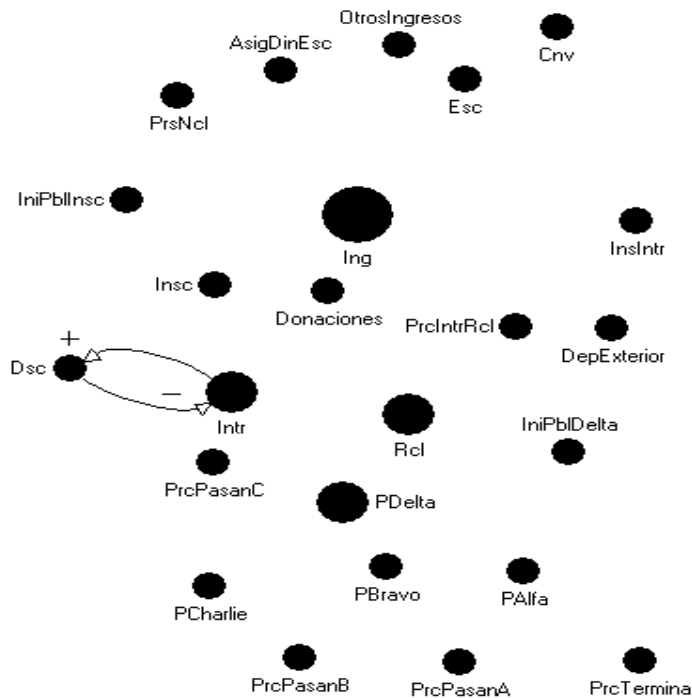 OtrosIngresos
Cnv
AsigDinEsc
Esc
PrsNcl
IniPblInsc
InsIntr
Ing
Insc
Donaciones
PrcIntrRcl
DepExterior
+
Dsc
−
Intr
Rcl
IniPblDelta
PrcPasanC
PDelta
PBravo
PAlfa
PCharlie
PrcPasanB
PrcPasanA
PrcTermina